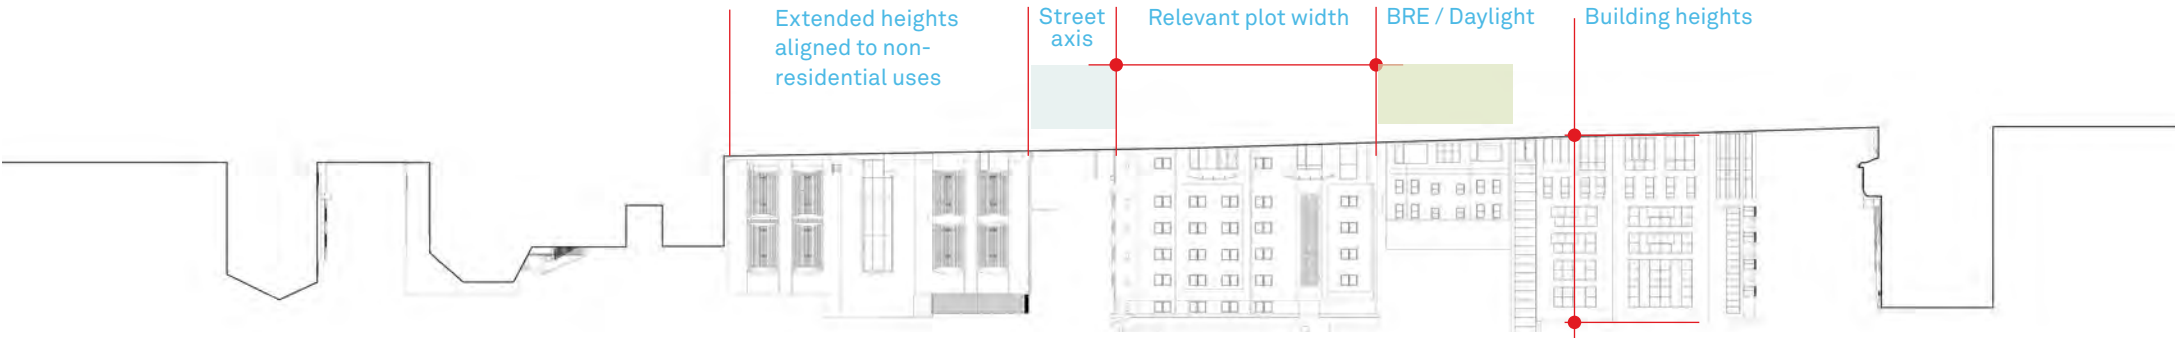 Extended heights
aligned to non-
residential uses
Street
axis
Relevant plot width
BRE / Daylight
Building heights